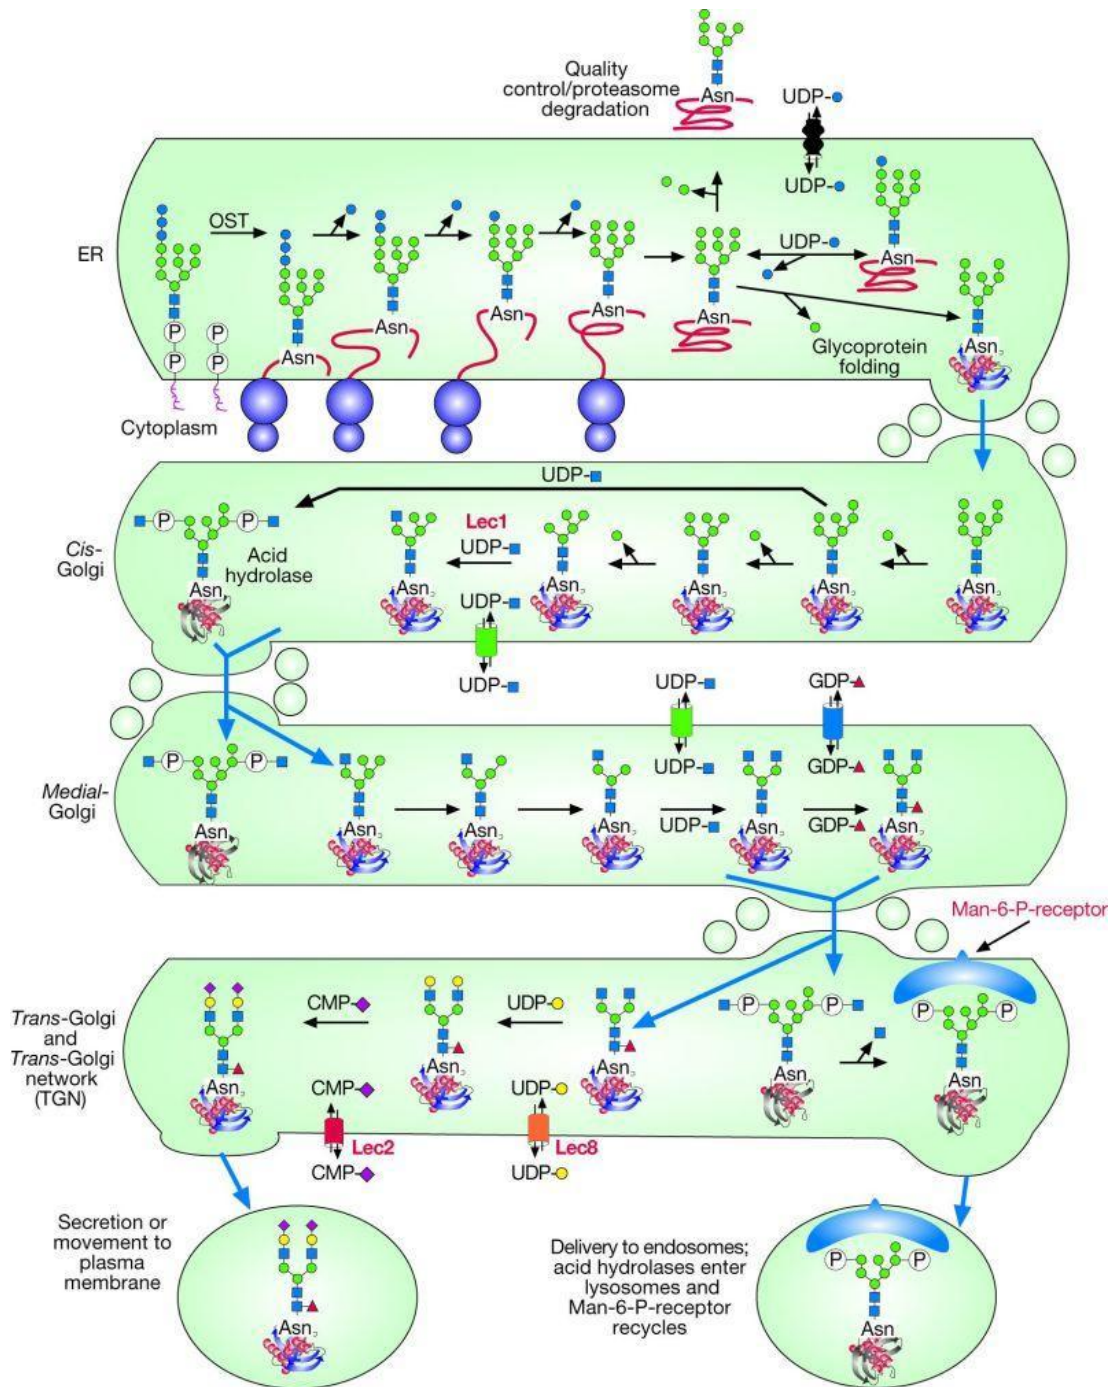 Quality
control/proteasome
degradation
Asn
UDP-
UDP-
ER
OST
UDP-
Asn
Asn
Asn
Asn
Asn
Asn
Asn
P
P
P
P
Glycoprotein
folding
Cytoplasm
UDP-
P
P
Lec1
UDP-
Cis-
Golgi
Acid
hydrolase
Asn
Asn
Asn
Asn
Asn
Asn
UDP-
UDP-
UDP-
GDP-
P
P
UDP-
GDP-
Medial-
Golgi
Asn
Asn
Asn
Asn
UDP-
Asn
GDP-
Asn
Man-6-P-receptor
Trans-Golgi
and
Trans-Golgi
network
(TGN)
CMP-
UDP-
P
P
P
P
Asn
CMP-
Asn
UDP-
Asn
Asn
Asn
Lec2
Lec8
CMP-
UDP-
Secretion or
movement to
plasma
membrane
Asn
Delivery to endosomes;
acid hydrolases enter
lysosomes and
Man-6-P-receptor
recycles
P
P
Asn